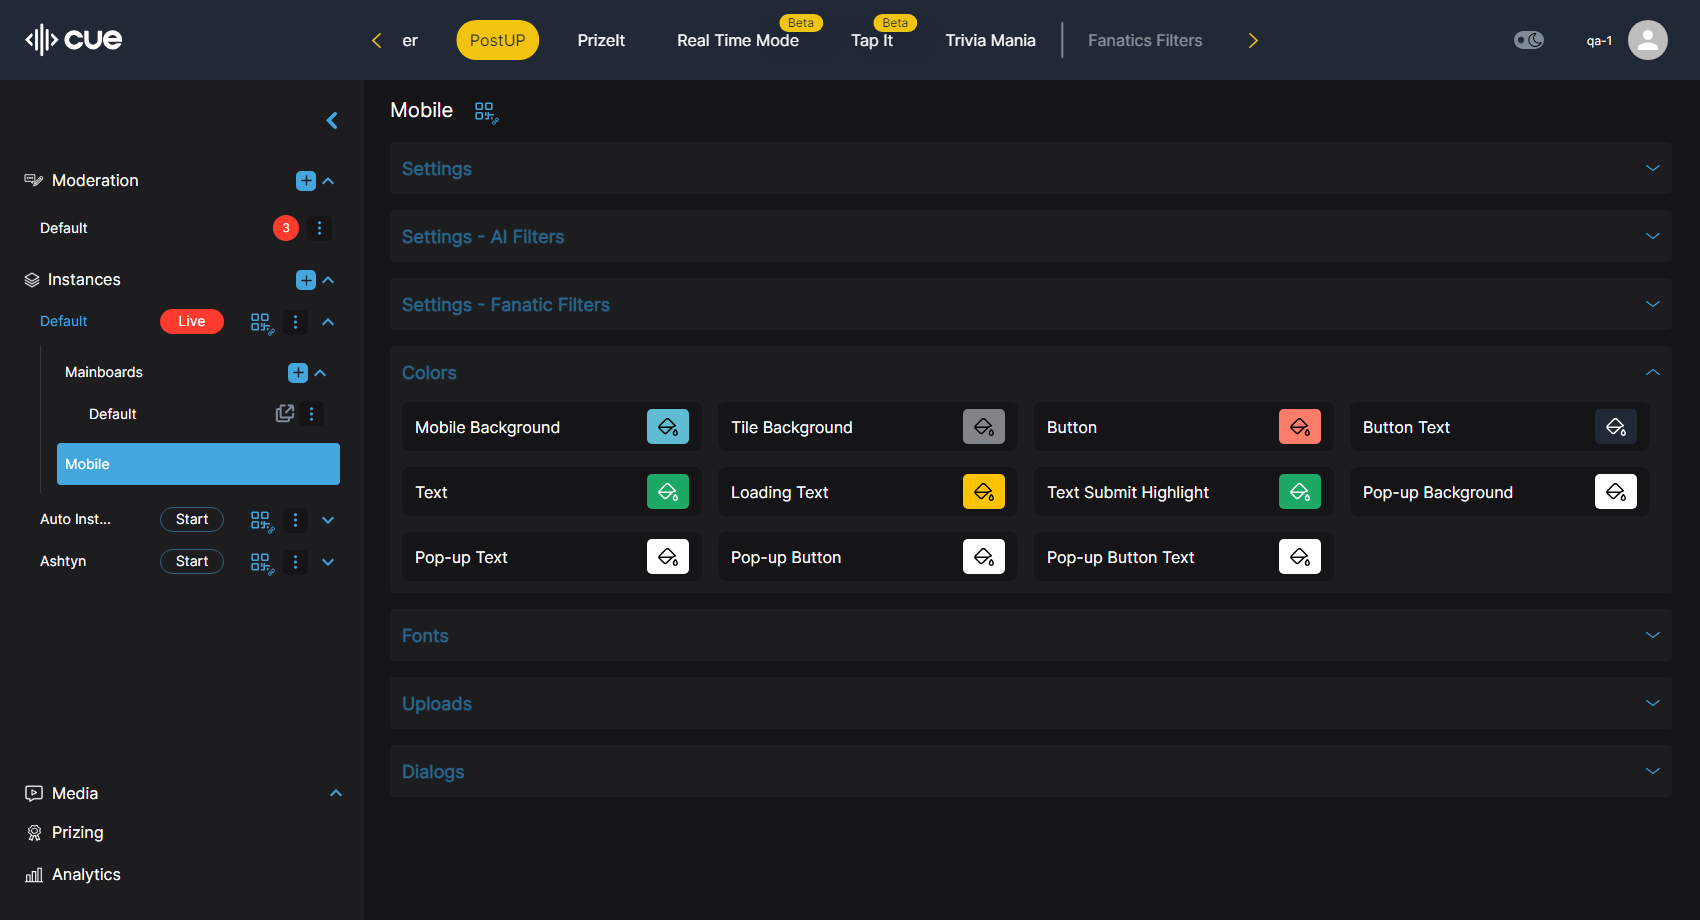 cue
er
PostUP
PrizeIt
Real Time Mode
Beta
Tap It
Beta
Trivia Mania
Fanatics Filters
qa-1
Moderation
Default
3
Instances
Default
Live
Mainboards
Default
Mobile
Auto Inst...
Start
Ashtyn
Start
Media
Prizing
Analytics
Mobile
Settings
Settings - AI Filters
Settings - Fanatic Filters
Colors
Mobile Background
Tile Background
Button
Button Text
Text
Loading Text
Text Submit Highlight
Pop-up Background
Pop-up Text
Pop-up Button
Pop-up Button Text
Fonts
Uploads
Dialogs